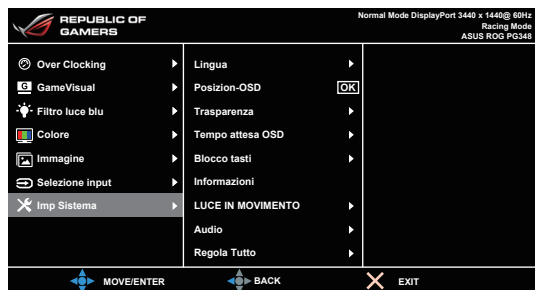 REPUBLIC OF
GAMERS
Normal Mode DisplayPort 3440 x 1440@ 60Hz
Racing Mode
ASUS ROG PG348
Over Clocking
G GameVisual
Filtro luce blu
Colore
Immagine
Selezione input
Imp Sistema
Lingua
Posizion-OSD OK
Trasparenza
Tempo attesa OSD
Blocco tasti
Informazioni
LUCE IN MOVIMENTO
Audio
Regola Tutto
MOVE/ENTER
BACK
EXIT